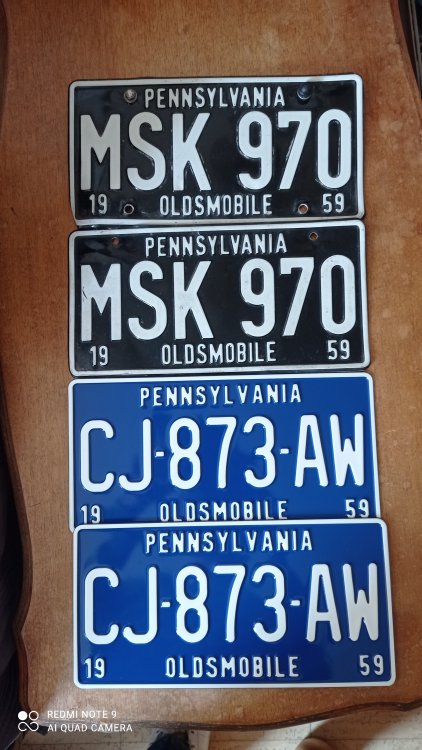 PENNSYLVANIA
MSK 970
19 OLDSMOBILE 59
PENNSYLVANIA
MSK 970
19 OLDSMOBILE 59
PENNSYLVANIA
CJ-873-AW
19 OLDSMOBILE 59
PENNSYLVANIA
CJ-873-AW
19 OLDSMOBILE 59
REDMI NOTE 9
AI QUAD CAMERA